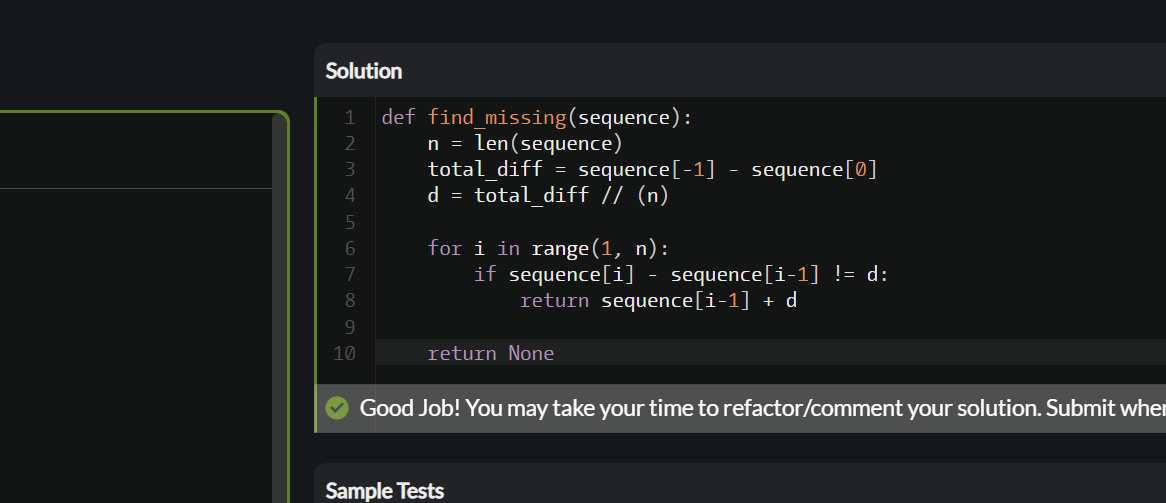 Solution
1 def find_missing(sequence):
2     n = len(sequence)
3     total_diff = sequence[-1] - sequence[0]
4     d = total_diff // (n)
5
6     for i in range(1, n):
7         if sequence[i] - sequence[i-1] != d:
8             return sequence[i-1] + d
9
10     return None
Good Job! You may take your time to refactor/comment your solution. Submit
Sample Tests